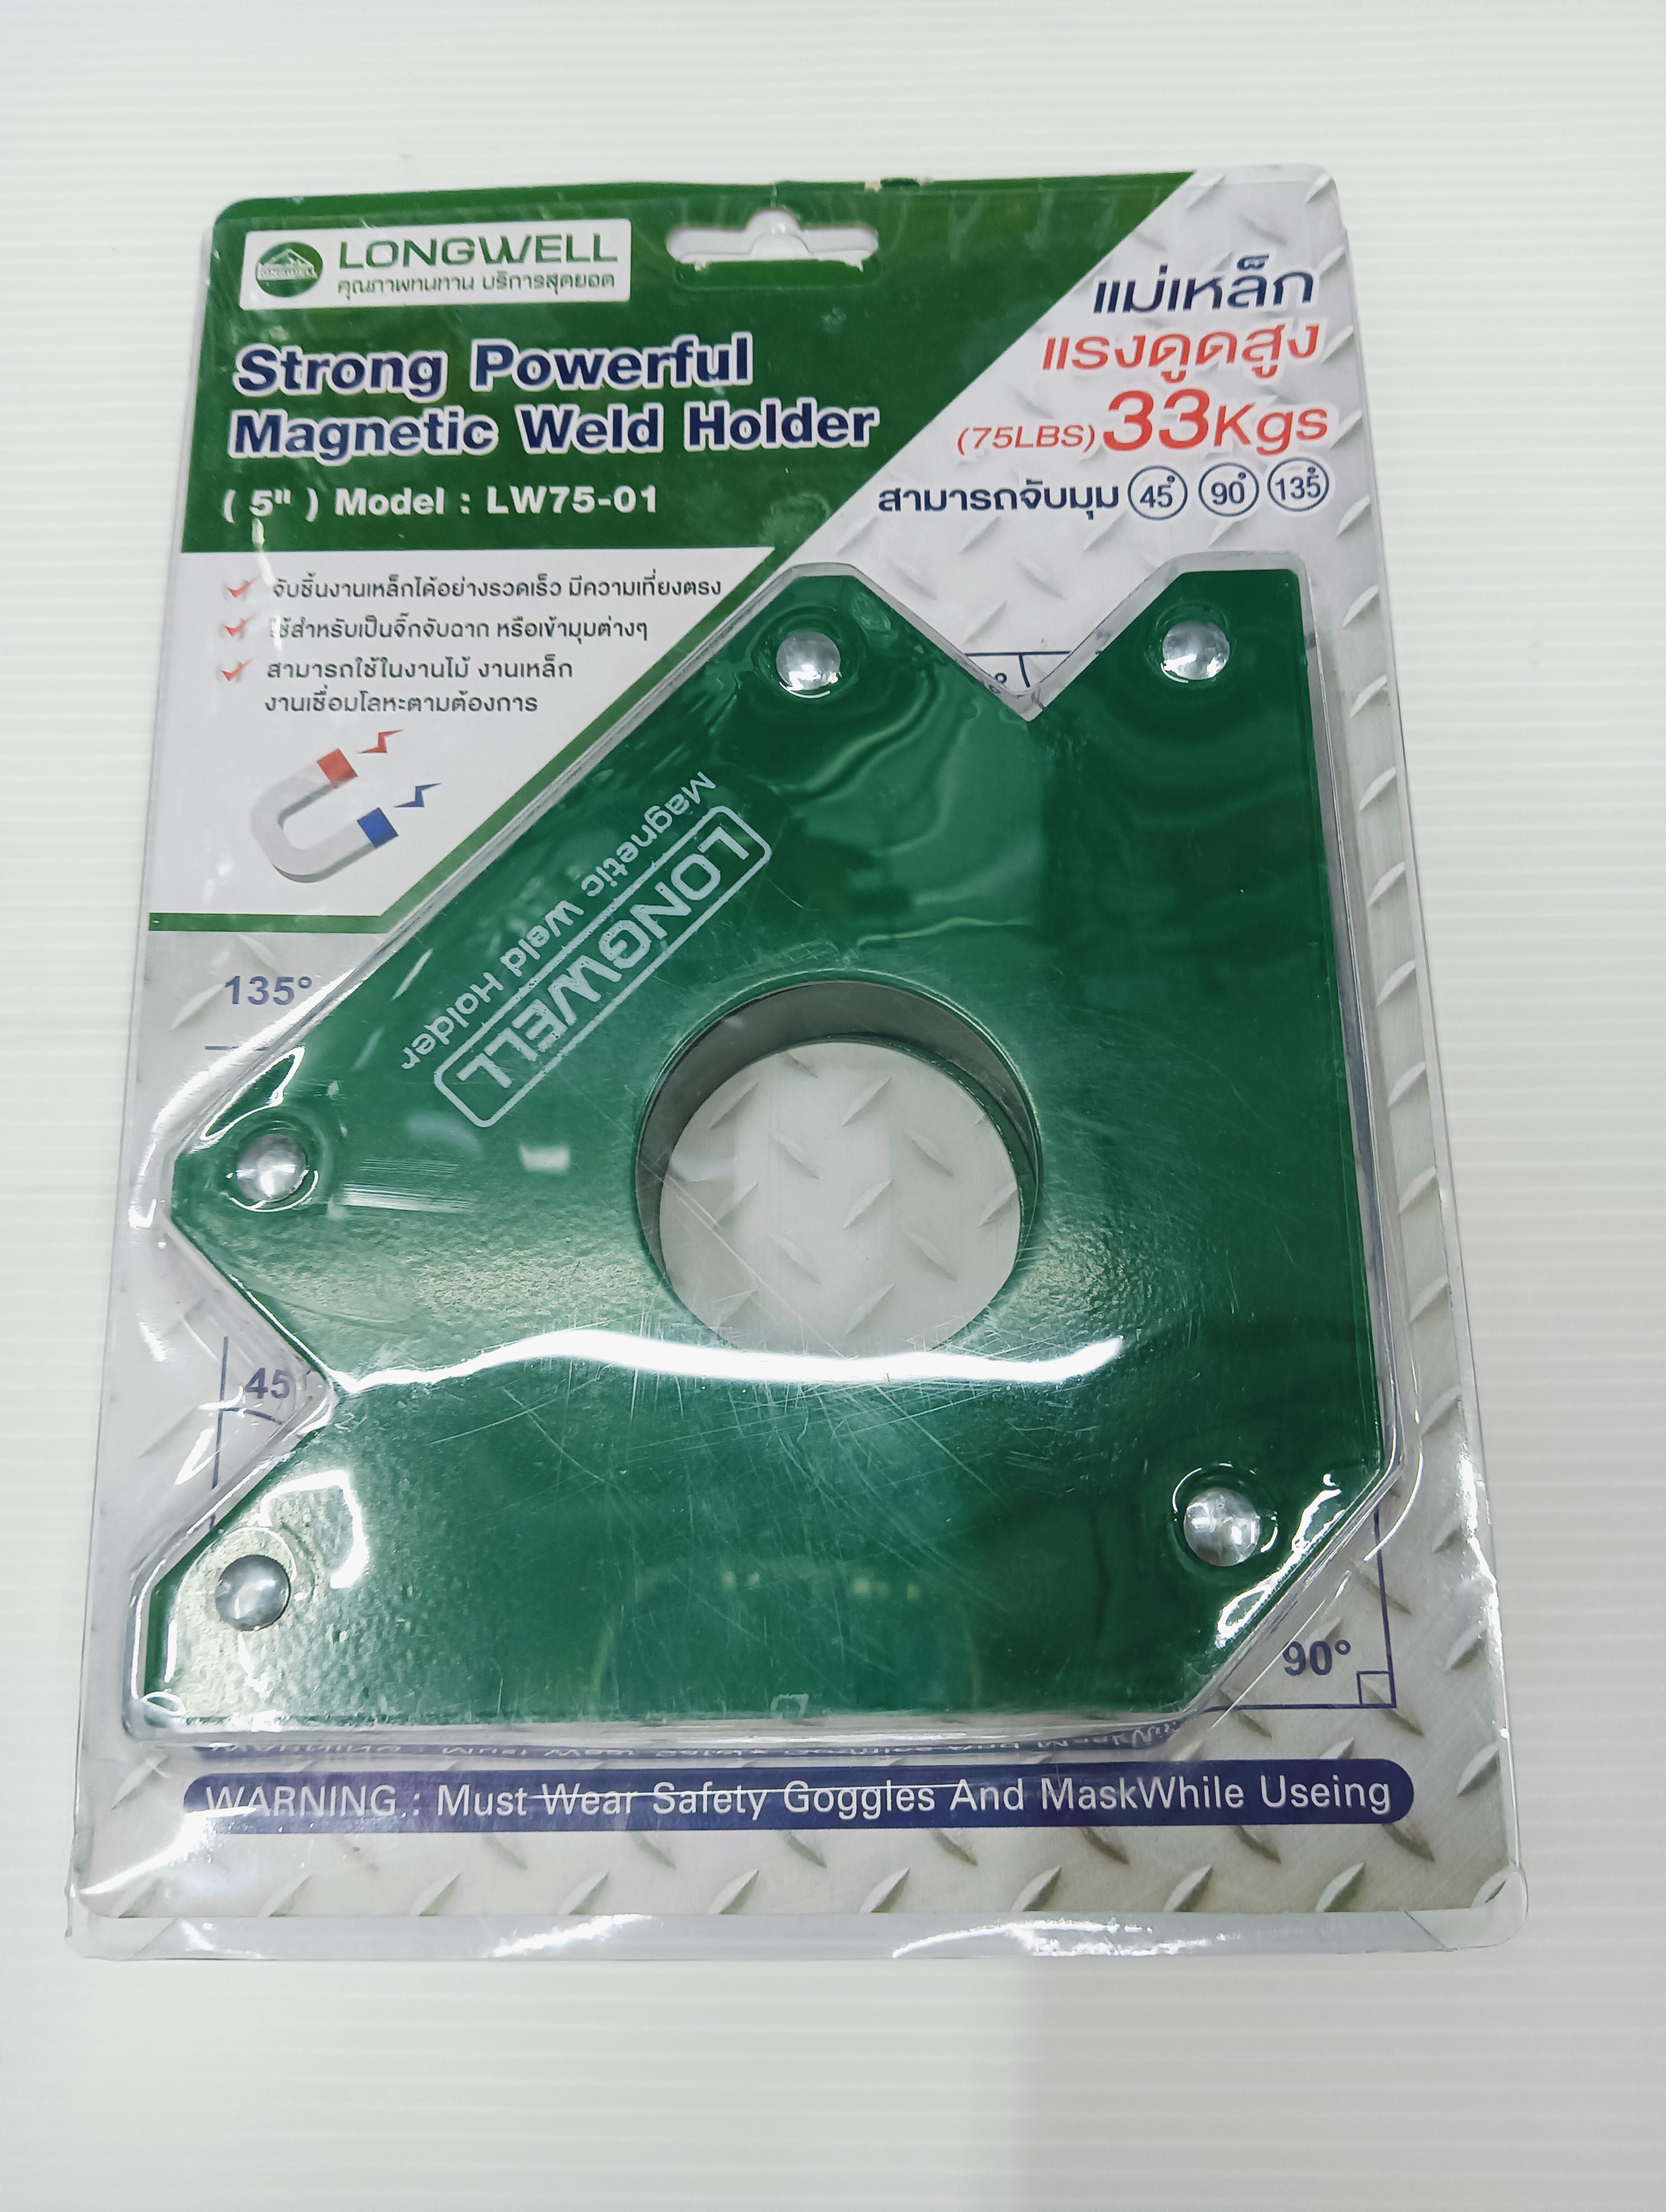 LONGWELL
คุณภาพทนทาน บริการสุดยอด
Strong Powerful
Magnetic Weld Holder
( 5" ) Model : LW75-01
แม่เหล็ก
แรงดูดสูง
(75LBS) 33Kgs
สามารถจับมุม 45° 90° 135°
จับชิ้นงานเหล็กได้อย่างรวดเร็ว มีความเที่ยงตรง
ใช้สำหรับเป็นจิ๊กจับฉาก หรือเข้ามุมต่างๆ
สามารถใช้ในงานไม้ งานเหล็ก
งานเชื่อมโลหะตามต้องการ
LONGWELL
Magnetic Weld Holder
135°
45
90°
WARNING : Must Wear Safety Goggles And MaskWhile Useing